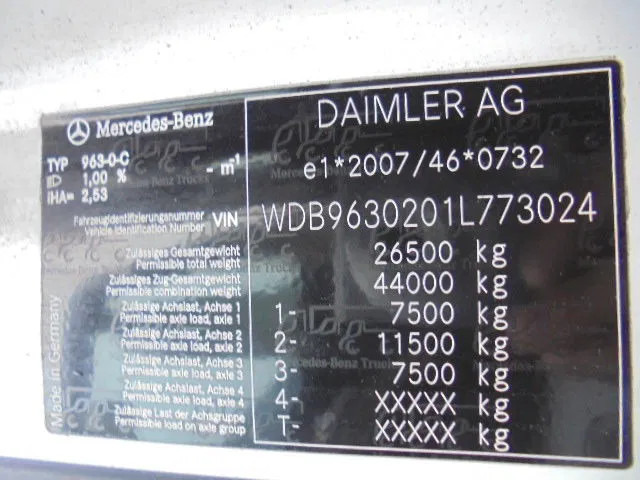 Mercedes-Benz
DAIMLER AG
TYP 963-0-C
1,00 % - m⁻¹
IHA= 2,53
e1*2007/46*0732
Fahrzeugidentifizierungsnummer
Vehicle Identification Number VIN WDB9630201L773024
Zulässiges Gesamtgewicht
Permissible total weight 26500 kg
Zulässiges Zug-Gesamtgewicht
Permissible combination weight 44000 kg
Zulässige Achslast, Achse 1
Permissible axle load, axle 1 1- 7500 kg
Zulässige Achslast, Achse 2
Permissible axle load, axle 2 2- 11500 kg
Zulässige Achslast, Achse 3
Permissible axle load, axle 3 3- 7500 kg
Zulässige Achslast, Achse 4
Permissible axle load, axle 4 4- XXXXX kg
Zulässige Last der Achsgruppe
Permissible load on axle group T- XXXXX kg
Made in Germany
Mercedes-Benz Trucks